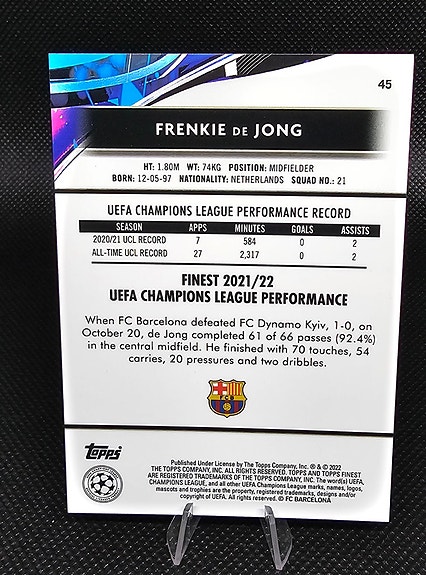 45
FRENKIE DE JONG
HT: 1.80M WT: 74KG POSITION: MIDFIELDER
BORN: 12-05-97 NATIONALITY: NETHERLANDS SQUAD NO.: 21
UEFA CHAMPIONS LEAGUE PERFORMANCE RECORD
SEASON APPS MINUTES GOALS ASSISTS
2020/21 UCL RECORD 7 584 0 2
ALL-TIME UCL RECORD 27 2,317 0 2
FINEST 2021/22
UEFA CHAMPIONS LEAGUE PERFORMANCE
When FC Barcelona defeated FC Dynamo Kyiv, 1-0, on
October 20, de Jong completed 61 of 66 passes (92.4%)
in the central midfield. He finished with 70 touches, 54
carries, 20 pressures and two dribbles.
FCB
Topps
Published Under License by The Topps Company, Inc. ® & © 2022
THE TOPPS COMPANY, INC. ALL RIGHTS RESERVED. TOPPS AND TOPPS FINEST
ARE REGISTERED TRADEMARKS OF THE TOPPS COMPANY, INC. The word(s) UEFA,
CHAMPIONS LEAGUE, and all other UEFA Champions League marks, names, logos,
mascots and trophies are the property, registered trademarks, designs and/or
copyright of UEFA. All rights reserved. © FC BARCELONA